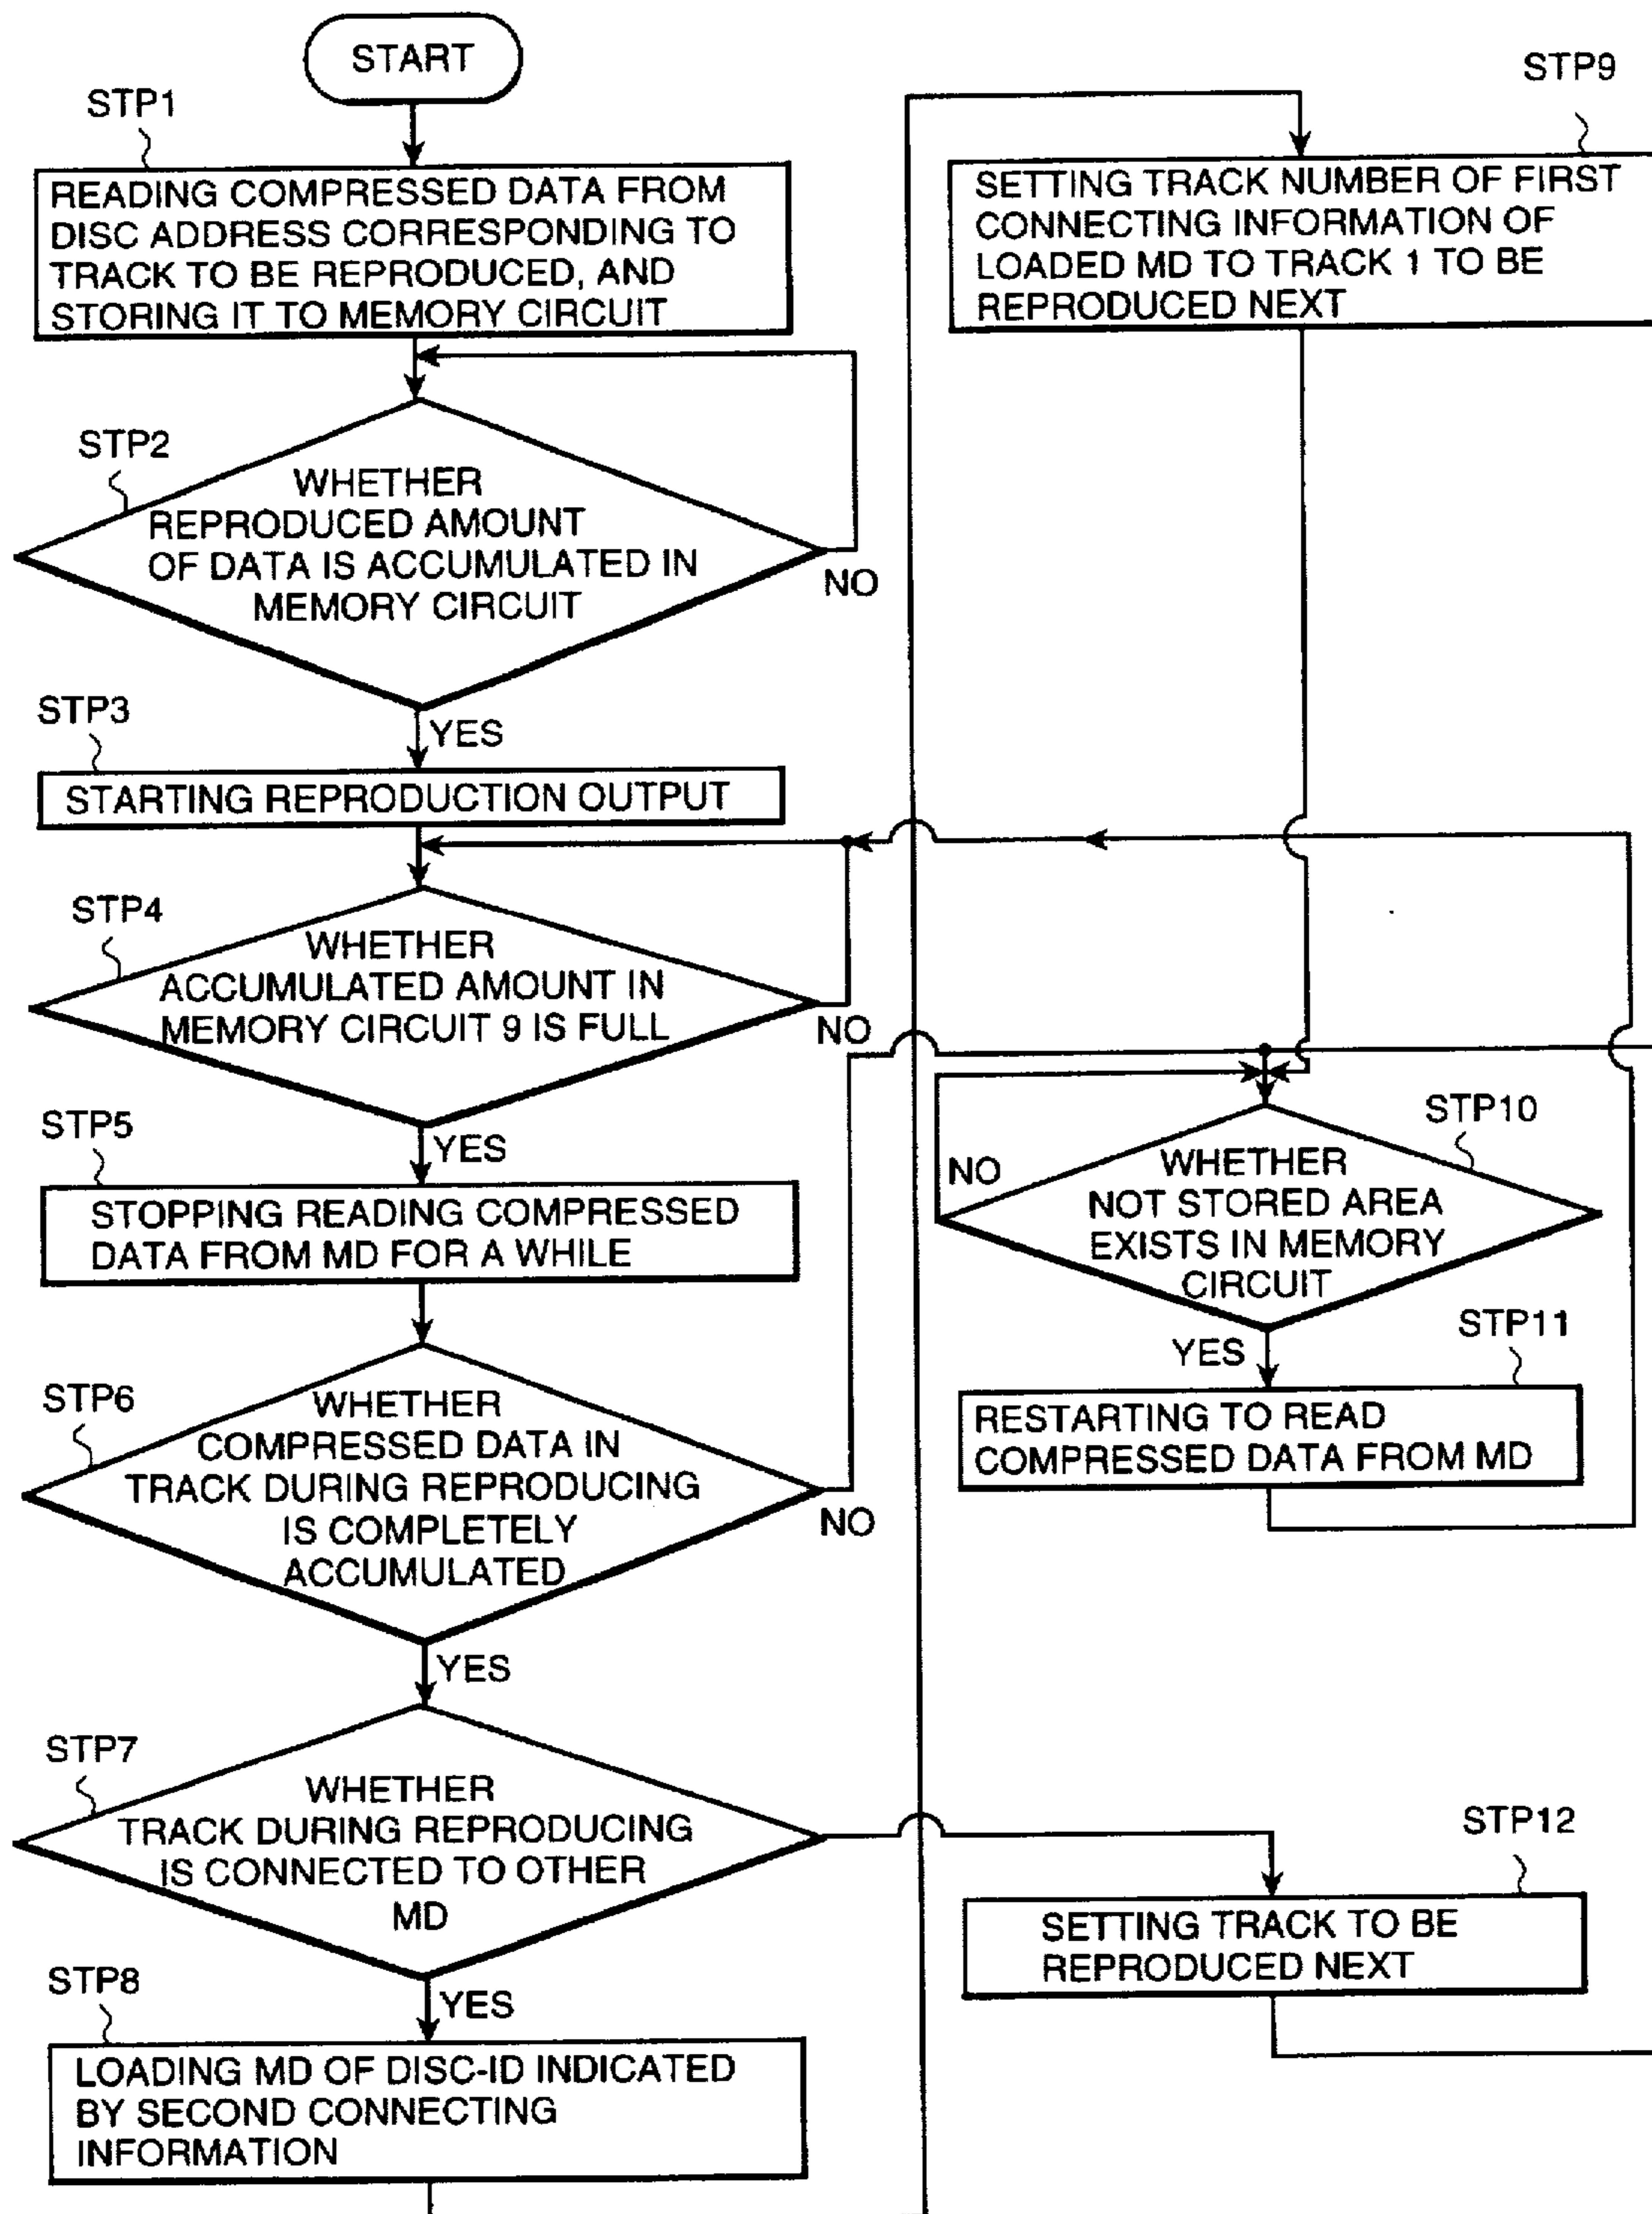 START
STP1
READING COMPRESSED DATA FROM
DISC ADDRESS CORRESPONDING TO
TRACK TO BE REPRODUCED, AND
STORING IT TO MEMORY CIRCUIT
STP2
WHETHER
REPRODUCED AMOUNT
OF DATA IS ACCUMULATED IN
MEMORY CIRCUIT
NO
YES
STP3
STARTING REPRODUCTION OUTPUT
STP4
WHETHER
ACCUMULATED AMOUNT IN
MEMORY CIRCUIT 9 IS FULL
NO
YES
STP5
STOPPING READING COMPRESSED
DATA FROM MD FOR A WHILE
STP6
WHETHER
COMPRESSED DATA IN
TRACK DURING REPRODUCING
IS COMPLETELY
ACCUMULATED
NO
YES
STP7
WHETHER
TRACK DURING REPRODUCING
IS CONNECTED TO OTHER
MD
YES
STP8
LOADING MD OF DISC-ID INDICATED
BY SECOND CONNECTING
INFORMATION
STP9
SETTING TRACK NUMBER OF FIRST
CONNECTING INFORMATION OF
LOADED MD TO TRACK 1 TO BE
REPRODUCED NEXT
STP10
NO
WHETHER
NOT STORED AREA
EXISTS IN MEMORY
CIRCUIT
YES
STP11
RESTARTING TO READ
COMPRESSED DATA FROM MD
STP12
SETTING TRACK TO BE
REPRODUCED NEXT